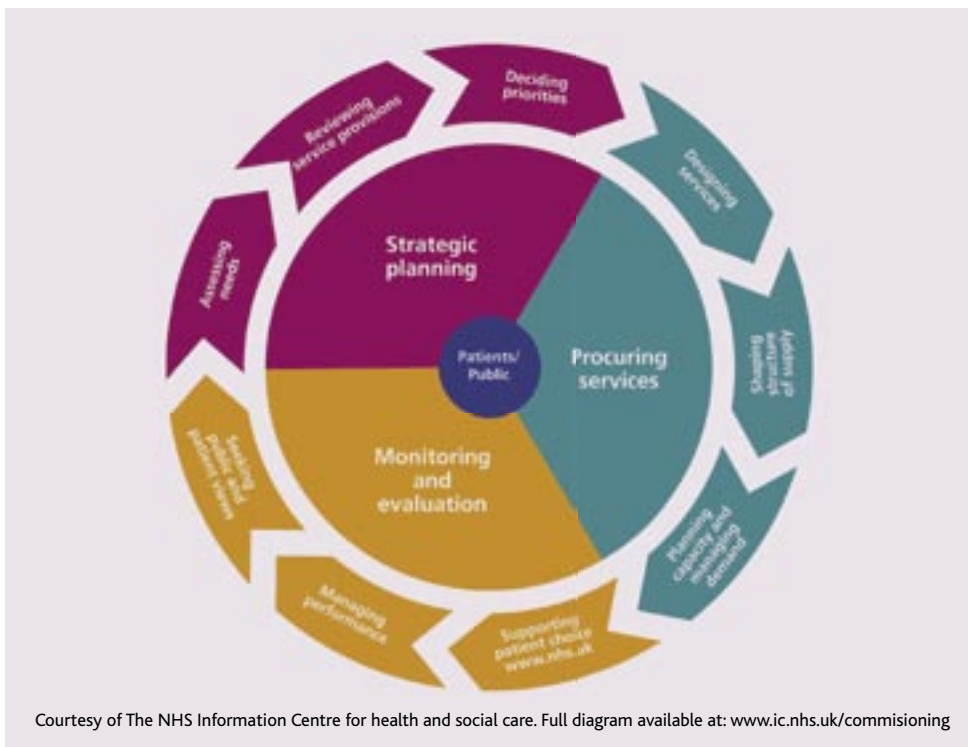 Deciding
priorities
Designing
services
Shaping
structure
of supply
Planning
capacity and
managing
demand
Supporting
patient choice
www.nhs.uk
Managing
performance
Seeking
public and
patient views
Assessing
needs
Reviewing
service provisions
Strategic
planning
Procuring
services
Monitoring
and
evaluation
Patients/
Public
Courtesy of The NHS Information Centre for health and social care. Full diagram available at: www.ic.nhs.uk/commisioning